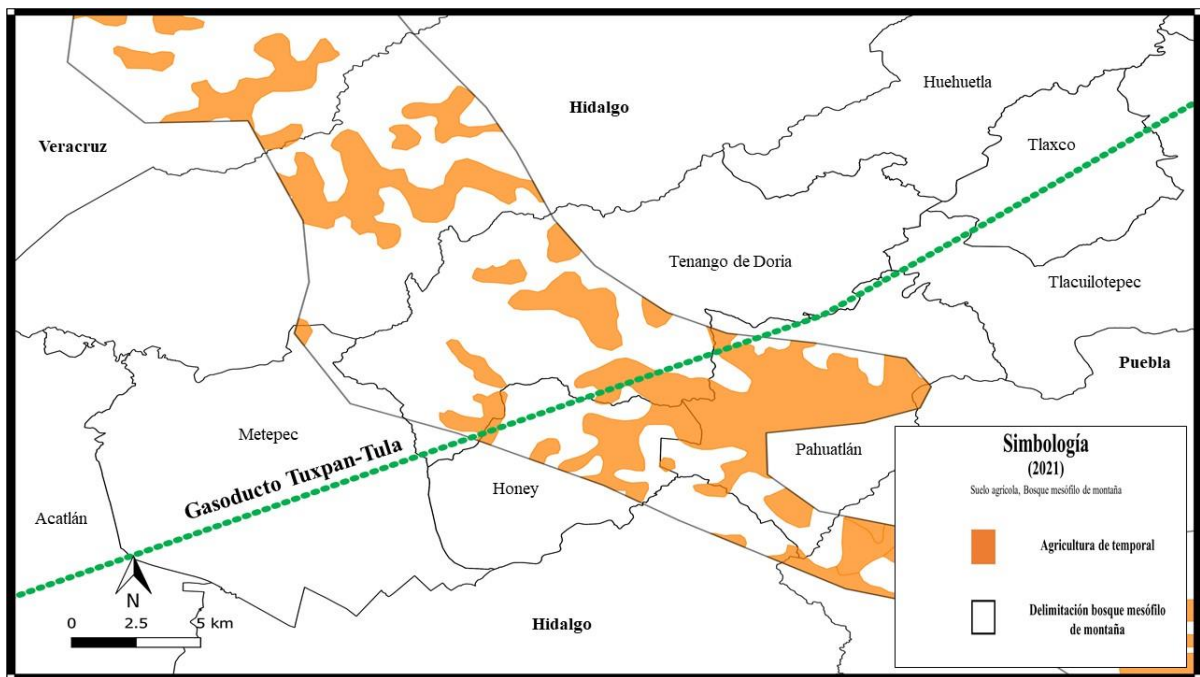 Huehuetla
Hidalgo
Veracruz
Tlaxco
Tenango de Doria
Tlacuilotepec
Puebla
Metepec
Gasoducto Tuxpan-Tula
Pahuatlán
Honey
Acatlán
N
0 2.5 5 km
Hidalgo
Simbología
(2021)
Suelo agrícola, Bosque mesófilo de montaña
Agricultura de temporal
Delimitación bosque mesófilo
de montaña